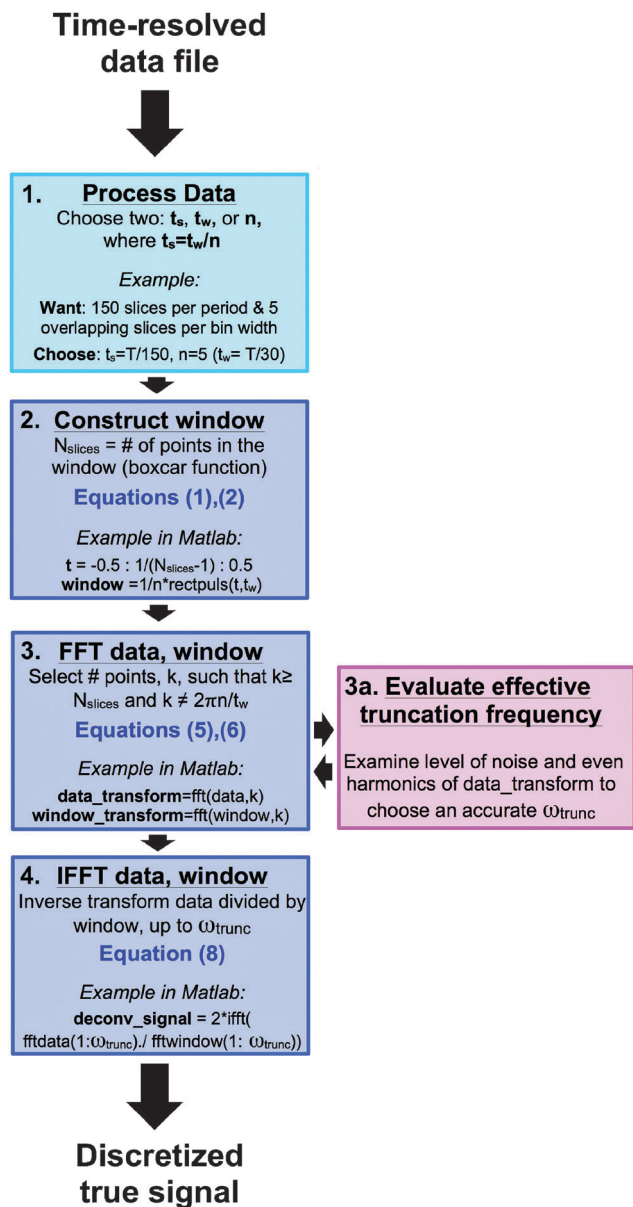 Time-resolved
data file
1. Process Data
Choose two: ts, tw, or n,
where ts=tw/n
Example:
Want: 150 slices per period & 5
overlapping slices per bin width
Choose: ts=T/150, n=5 (tw= T/30)
2. Construct window
Nslices = # of points in the
window (boxcar function)
Equations (1),(2)
Example in Matlab:
t = -0.5 : 1/(Nslices-1) : 0.5
window =1/n*rectpuls(t,tw)
3. FFT data, window
Select # points, k, such that k≥
Nslices and k ≠ 2πn/tw
Equations (5),(6)
Example in Matlab:
data_transform=fft(data,k)
window_transform=fft(window,k)
3a. Evaluate effective
truncation frequency
Examine level of noise and even
harmonics of data_transform to
choose an accurate ωtrunc
4. IFFT data, window
Inverse transform data divided by
window, up to ωtrunc
Equation (8)
Example in Matlab:
deconv_signal = 2*ifft(
fftdata(1:ωtrunc)./ fftwindow(1: ωtrunc))
Discretized
true signal